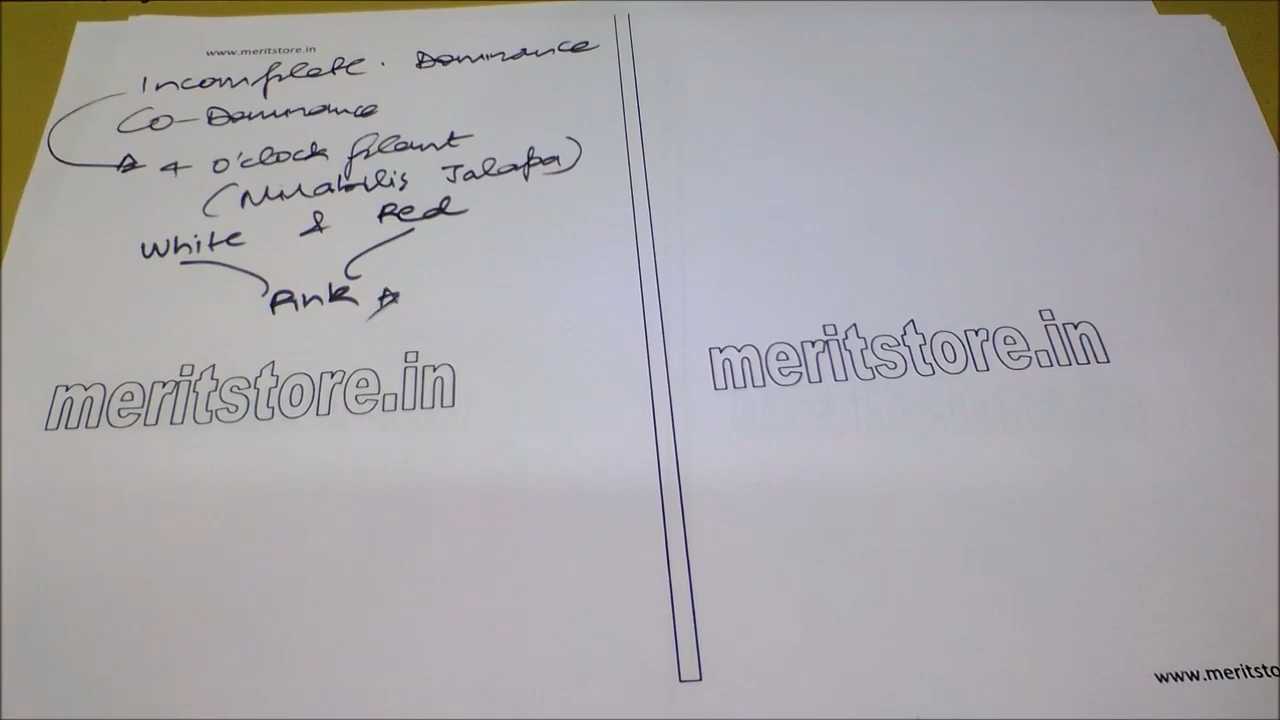 www.meritstore.in
Incomplete. Dominance
Co-Dominance
4 o'clock plant
(Mirabilis Jalapa)
White & Red
Pink
meritstore.in
meritstore.in
www.meritsto